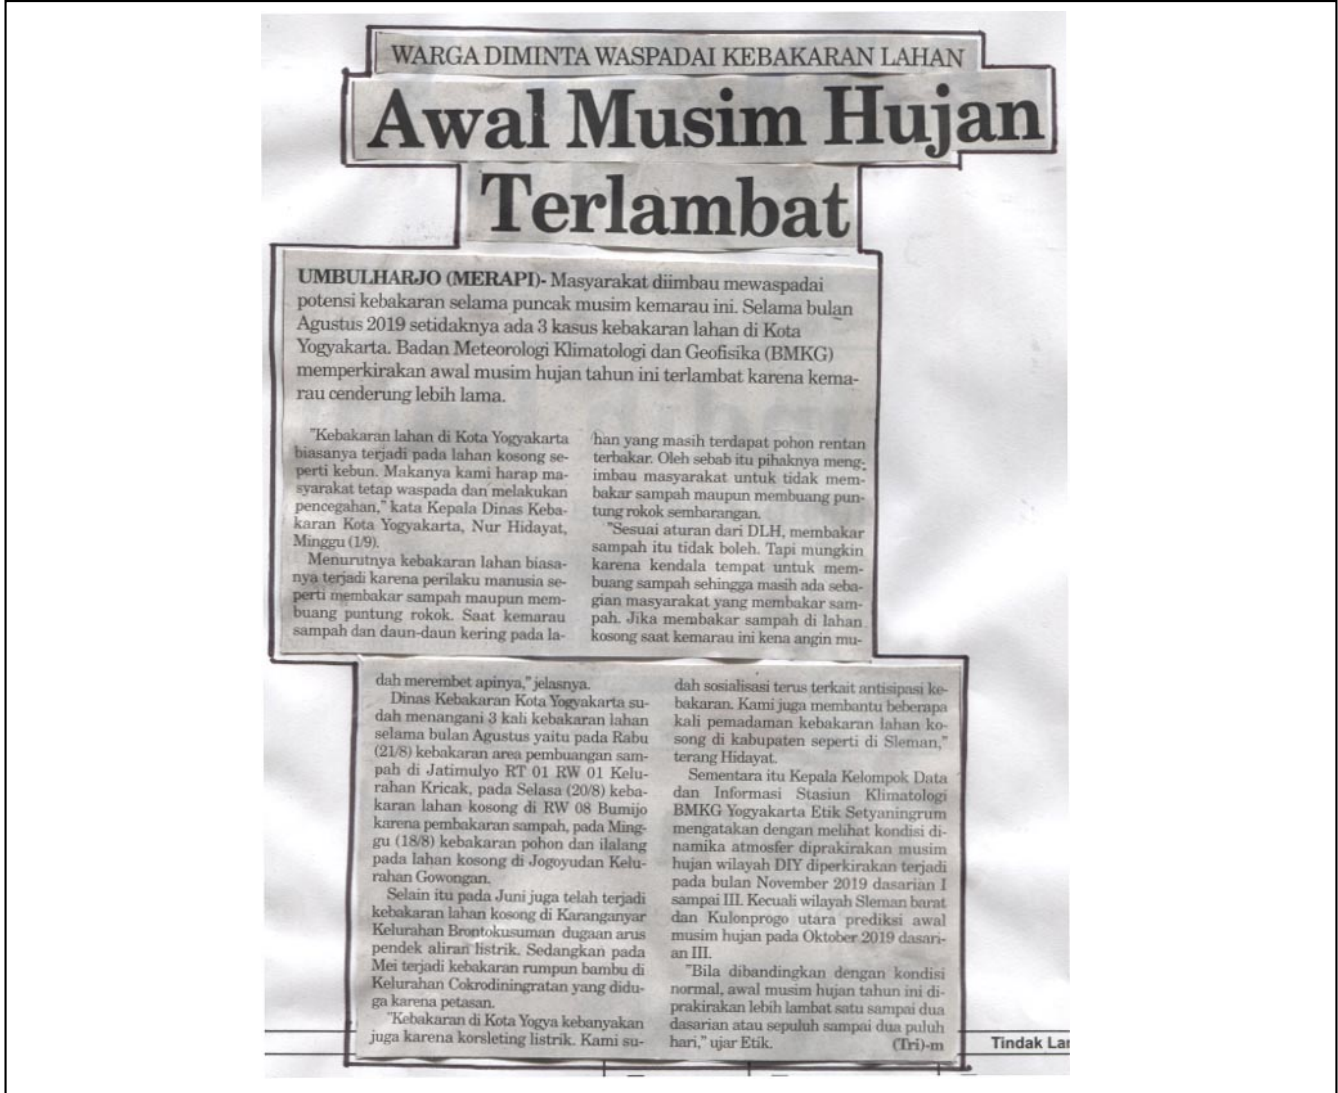 WARGA DIMINTA WASPADAI KEBAKARAN LAHAN
Awal Musim Hujan
Terlambat
UMBULHARJO (MERAPI)- Masyarakat diimbau mewaspadai
potensi kebakaran selama puncak musim kemarau ini. Selama bulan
Agustus 2019 setidaknya ada 3 kasus kebakaran lahan di Kota
Yogyakarta. Badan Meteorologi Klimatologi dan Geofisika (BMKG)
memperkirakan awal musim hujan tahun ini terlambat karena kema-
rau cenderung lebih lama.
"Kebakaran lahan di Kota Yogyakarta
biasanya terjadi pada lahan kosong se-
perti kebun. Makanya kami harap ma-
syarakat tetap waspada dan melakukan
pencegahan," kata Kepala Dinas Keba-
karan Kota Yogyakarta, Nur Hidayat,
Minggu (1/9).
Menurutnya kebakaran lahan biasa-
nya terjadi karena perilaku manusia se-
perti membakar sampah maupun mem-
buang puntung rokok. Saat kemarau
sampah dan daun-daun kering pada la-
han yang masih terdapat pohon rentan
terbakar. Oleh sebab itu pihaknya meng-
imbau masyarakat untuk tidak mem-
bakar sampah maupun membuang pun-
tung rokok sembarangan.
"Sesuai aturan dari DLH, membakar
sampah itu tidak boleh. Tapi mungkin
karena kendala tempat untuk mem-
buang sampah sehingga masih ada seba-
gian masyarakat yang membakar sam-
pah. Jika membakar sampah di lahan
kosong saat kemarau ini kena angin mu-
dah merembet apinya," jelasnya.
Dinas Kebakaran Kota Yogyakarta su-
dah menangani 3 kali kebakaran lahan
selama bulan Agustus yaitu pada Rabu
(21/8) kebakaran area pembuangan sam-
pah di Jatimulyo RT 01 RW 01 Kelu-
rahan Kricak, pada Selasa (20/8) keba-
karan lahan kosong di RW 08 Bumijo
karena pembakaran sampah, pada Ming-
gu (18/8) kebakaran pohon dan ilalang
pada lahan kosong di Jogoyudan Kelu-
rahan Gowongan.
Selain itu pada Juni juga telah terjadi
kebakaran lahan kosong di Karanganyar
Kelurahan Brontokusuman dugaan arus
pendek aliran listrik. Sedangkan pada
Mei terjadi kebakaran rumpun bambu di
Kelurahan Cokrodiningratan yang didu-
ga karena petasan.
"Kebakaran di Kota Yogya kebanyakan
juga karena korsleting listrik. Kami su-
dah sosialisasi terus terkait antisipasi ke-
bakaran. Kami juga membantu beberapa
kali pemadaman kebakaran lahan ko-
song di kabupaten seperti di Sleman,"
terang Hidayat.
Sementara itu Kepala Kelompok Data
dan Informasi Stasiun Klimatologi
BMKG Yogyakarta Etik Setyaningrum
mengatakan dengan melihat kondisi di-
namika atmosfer diprakirakan musim
hujan wilayah DIY diperkirakan terjadi
pada bulan November 2019 dasarian I
sampai III. Kecuali wilayah Sleman barat
dan Kulonprogo utara prediksi awal
musim hujan pada Oktober 2019 dasari-
an III.
"Bila dibandingkan dengan kondisi
normal, awal musim hujan tahun ini di-
prakirakan lebih lambat satu sampai dua
dasarian atau sepuluh sampai dua puluh
hari," ujar Etik. (Tri)-m
Tindak Lan